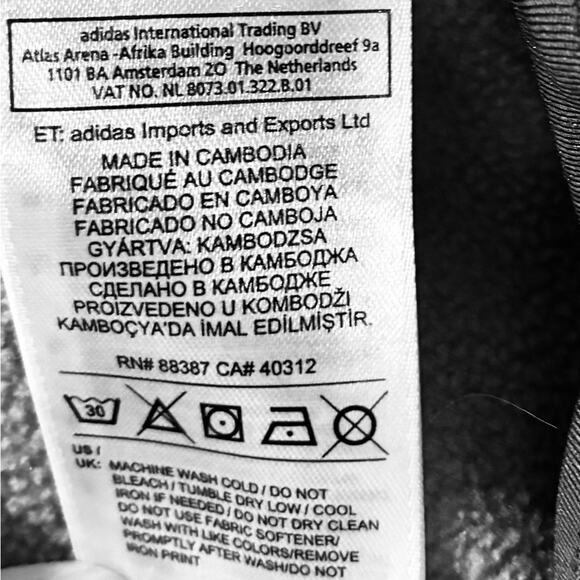 adidas International Trading BV
Atlas Arena -Afrika Building Hoogoorddreef 9a
1101 BA Amsterdam ZO The Netherlands
VAT NO. NL 8073.01.322.B.01
ET: adidas Imports and Exports Ltd
MADE IN CAMBODIA
FABRIQUÉ AU CAMBODGE
FABRICADO EN CAMBOYA
FABRICADO NO CAMBOJA
GYÁRTVA: KAMBODZSA
ПРОИЗВЕДЕНО В КАМБОДЖА
СДЕЛАНО В КАМБОДЖЕ
PROIZVEDENO U KOMBODŽI
KAMBOÇYA'DA İMAL EDİLMİŞTİR.
RN# 88387 CA# 40312
30
US /
UK: MACHINE WASH COLD / DO NOT
BLEACH / TUMBLE DRY LOW / COOL
IRON IF NEEDED / DO NOT DRY CLEAN
DO NOT USE FABRIC SOFTENER/
WASH WITH LIKE COLORS/REMOVE
PROMPTLY AFTER WASH/DO NOT
IRON PRINT